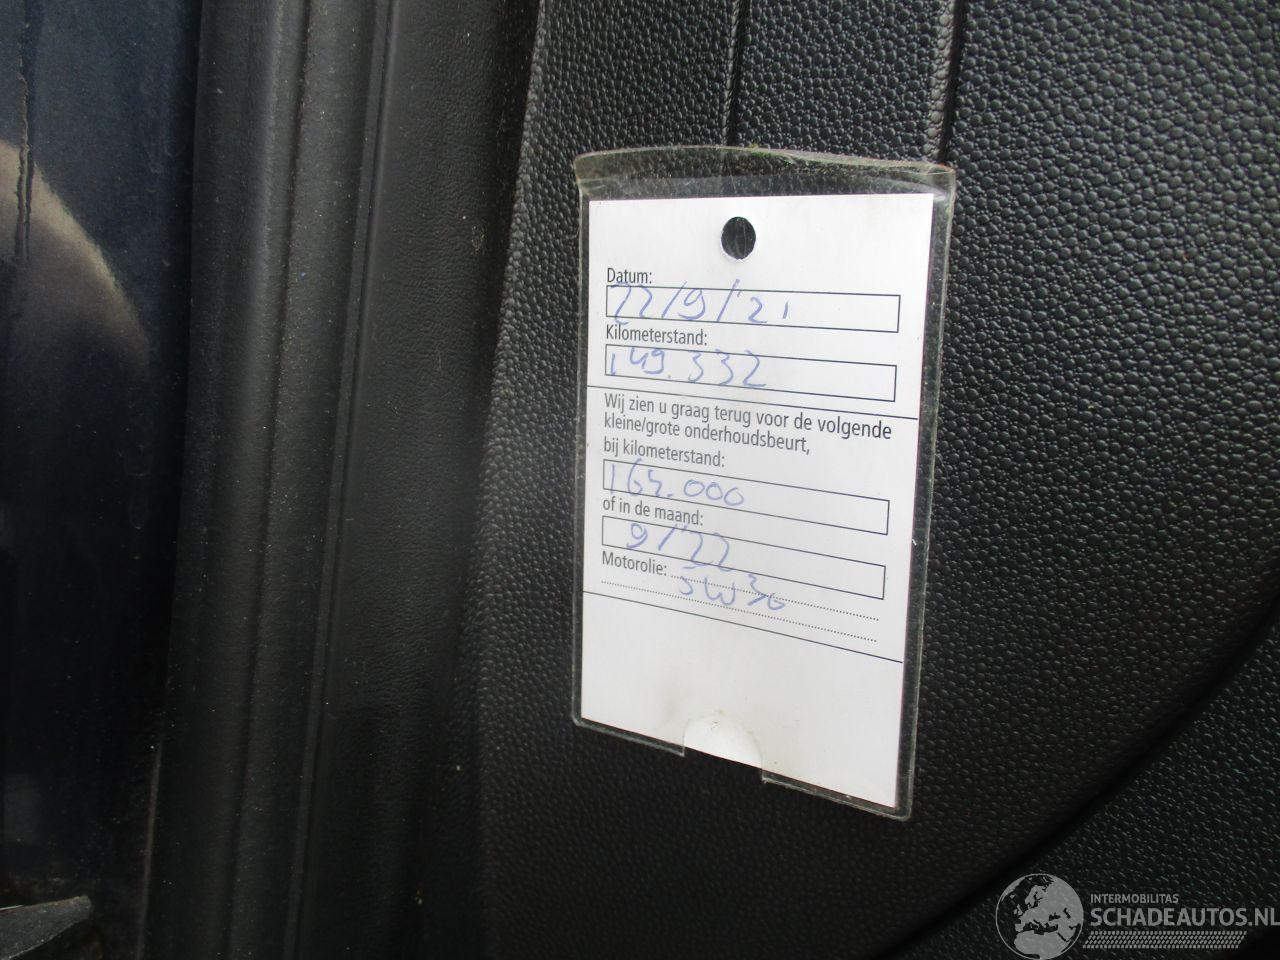 Datum:
22/9/'21
Kilometerstand:
149.332
Wij zien u graag terug voor de volgende
kleine/grote onderhoudsbeurt,
bij kilometerstand:
164.000
of in de maand:
9/'22
Motorolie:
5W30
INTERMOBILITAS
SCHADEAUTOS.NL